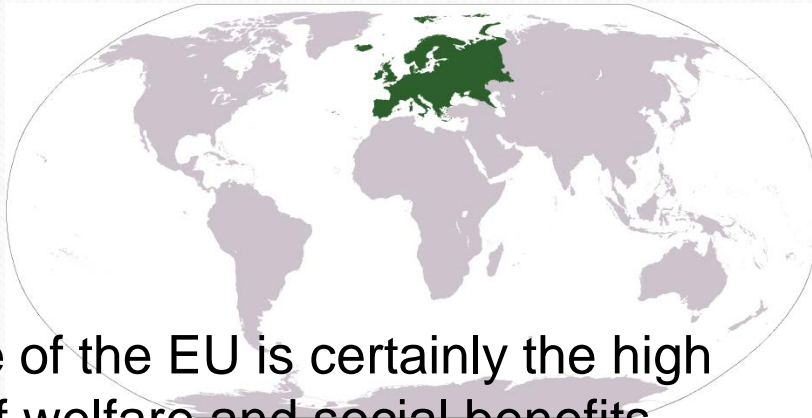 e of the EU is certainly the high
f welfare and social benefits